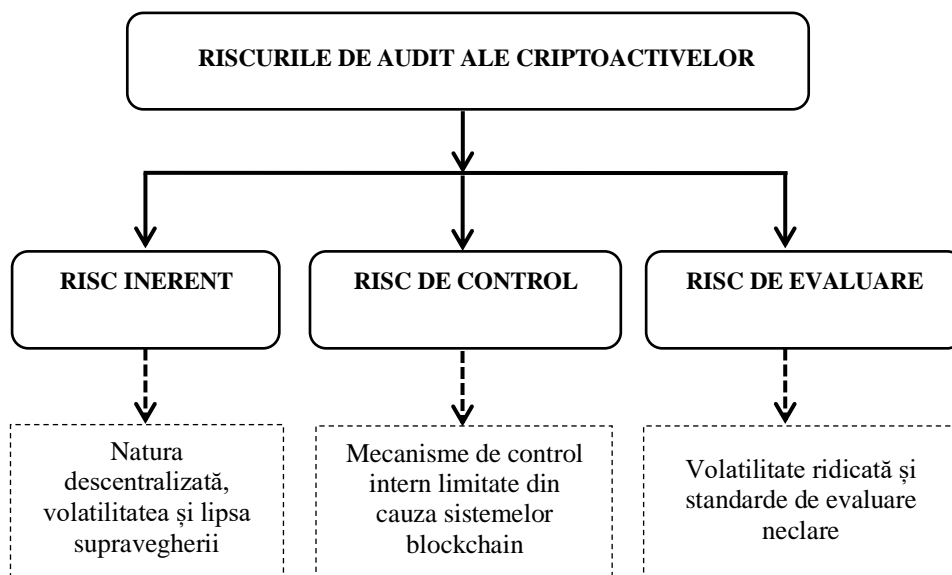 RISCURILE DE AUDIT ALE CRIPTOACTIVELOR
RISC INERENT
RISC DE CONTROL
RISC DE EVALUARE
Natura
descentralizată,
volatilitatea și lipsa
supravegherii
Mecanisme de control
intern limitate din
cauza sistemelor
blockchain
Volatilitate ridicată și
standarde de evaluare
neclare